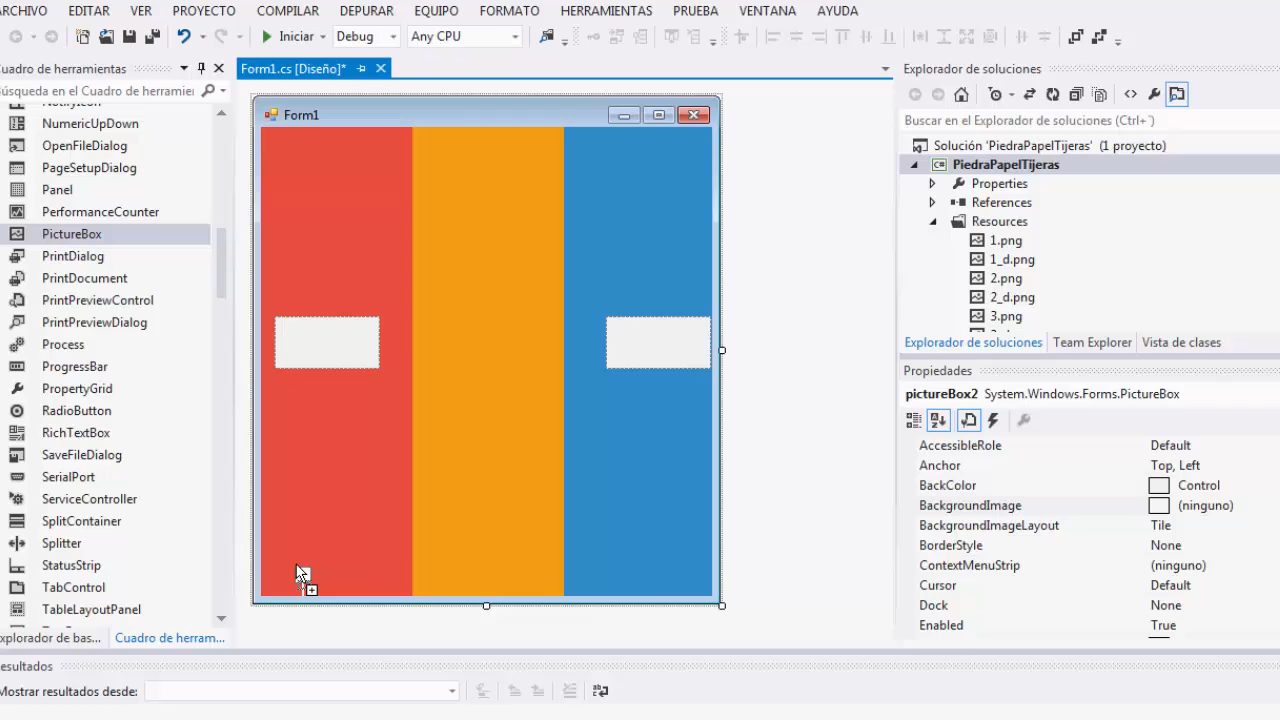 ARCHIVO EDITAR VER PROYECTO COMPILAR DEPURAR EQUIPO FORMATO HERRAMIENTAS PRUEBA VENTANA AYUDA
Iniciar Debug Any CPU
Cuadro de herramientas
Búsqueda en el Cuadro de herramier
NotifyIcon
NumericUpDown
OpenFileDialog
PageSetupDialog
Panel
PerformanceCounter
PictureBox
PrintDialog
PrintDocument
PrintPreviewControl
PrintPreviewDialog
Process
ProgressBar
PropertyGrid
RadioButton
RichTextBox
SaveFileDialog
SerialPort
ServiceController
SplitContainer
Splitter
StatusStrip
TabControl
TableLayoutPanel
xplorador de bas... Cuadro de herram...
Form1.cs [Diseño]*
Form1
Explorador de soluciones
Buscar en el Explorador de soluciones (Ctrl+¨)
Solución 'PiedraPapelTijeras' (1 proyecto)
PiedraPapelTijeras
Properties
References
Resources
1.png
1_d.png
2.png
2_d.png
3.png
Explorador de soluciones Team Explorer Vista de clases
Propiedades
pictureBox2 System.Windows.Forms.PictureBox
AccessibleRole Default
Anchor Top, Left
BackColor Control
BackgroundImage (ninguno)
BackgroundImageLayout Tile
BorderStyle None
ContextMenuStrip (ninguno)
Cursor Default
Dock None
Enabled True
esultados
Mostrar resultados desde: